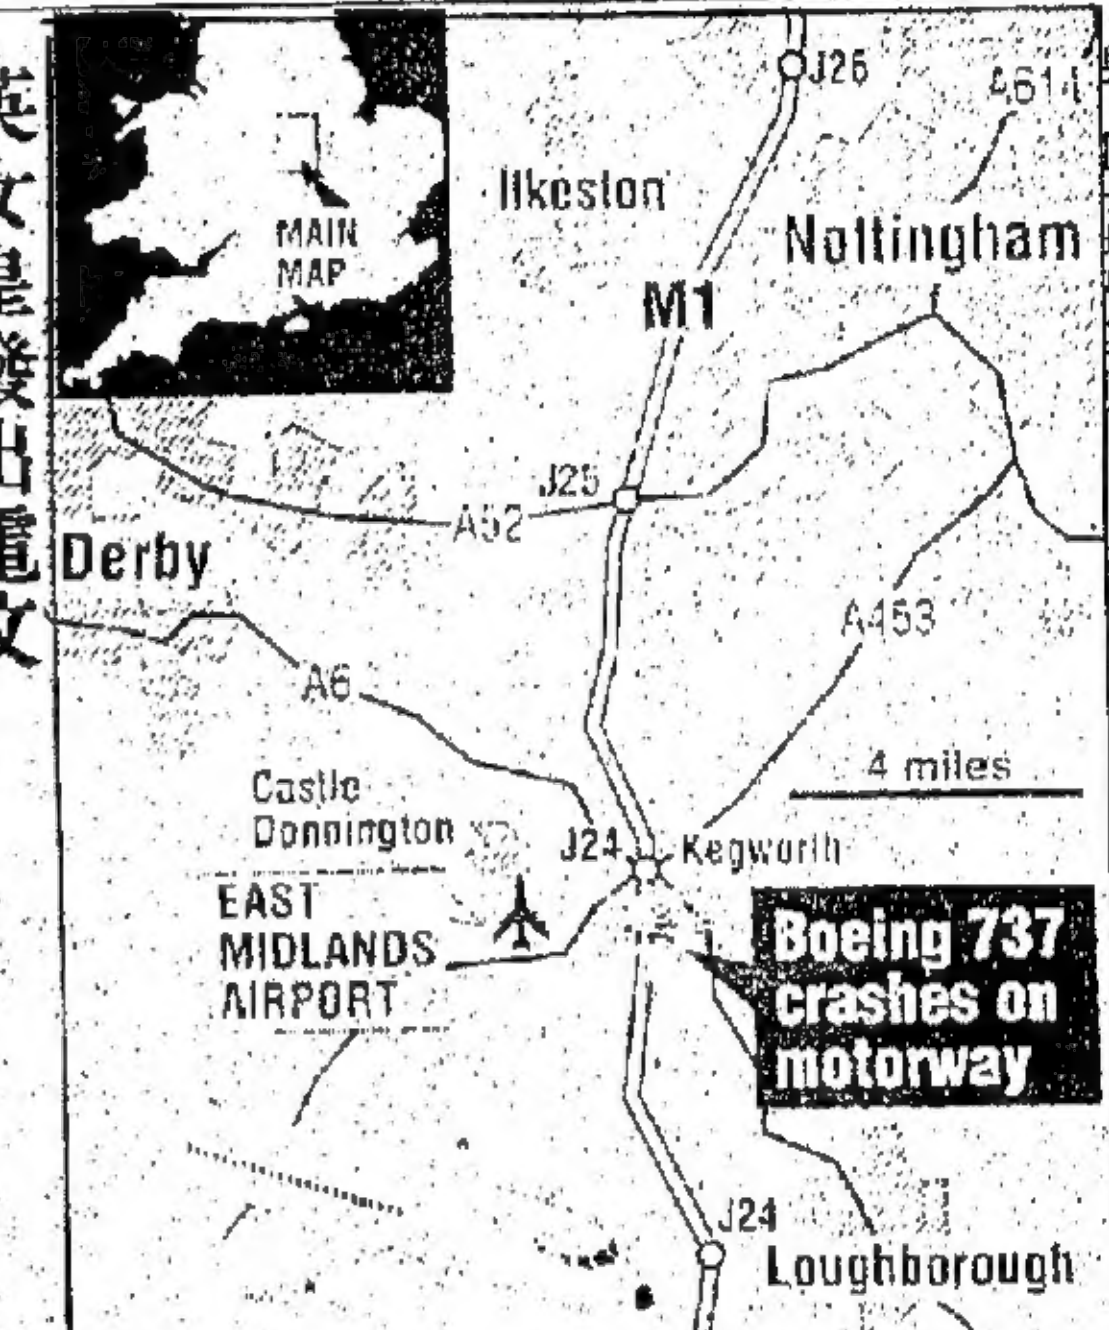 MAIN
MAP
J26
A614
Ilkeston
Nottingham
M1
J25
A52
Derby
A453
A6
4 miles
Castle
Donnington
J24
Kegworth
EAST
MIDLANDS
AIRPORT
Boeing 737
crashes on
motorway
J24
Loughborough